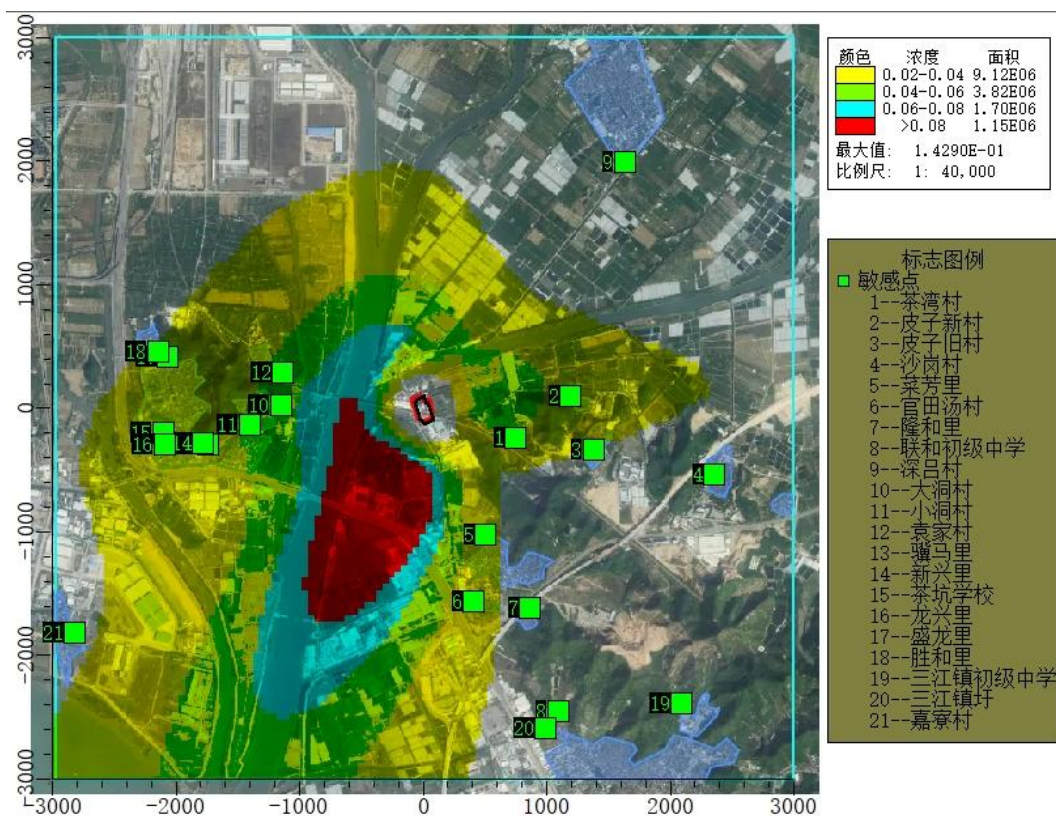 颜色 浓度 面积
0.02-0.04 9.12E06
0.04-0.06 3.82E06
0.06-0.08 1.70E06
>0.08 1.15E06
最大值: 1.4290E-01
比例尺: 1: 40,000
标志图例
敏感点
1--茶湾村
2--皮子新村
3--皮子旧村
4--沙岗村
5--菜芳里
6--官田汤村
7--隆和里
8--联和初级中学
9--深吕村
10--大洞村
11--小洞村
12--袁家村
13--骥马里
14--新兴里
15--茶坑学校
16--龙兴里
17--盛龙里
18--胜和里
19--三江镇初级中学
20--三江镇圩
21--嘉寮村
3000
2000
1000
0
-1000
-2000
-3000
-3000 -2000 -1000 0 1000 2000 3000
9
18
12
10
2
11
15
16
14
1
3
4
5
6
7
21
8
19
20